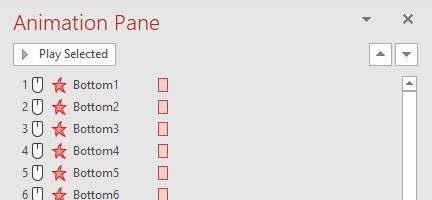 Animation Pane
Play Selected
1 Bottom1
2 Bottom2
3 Bottom3
4 Bottom4
5 Bottom5
6 Bottom6